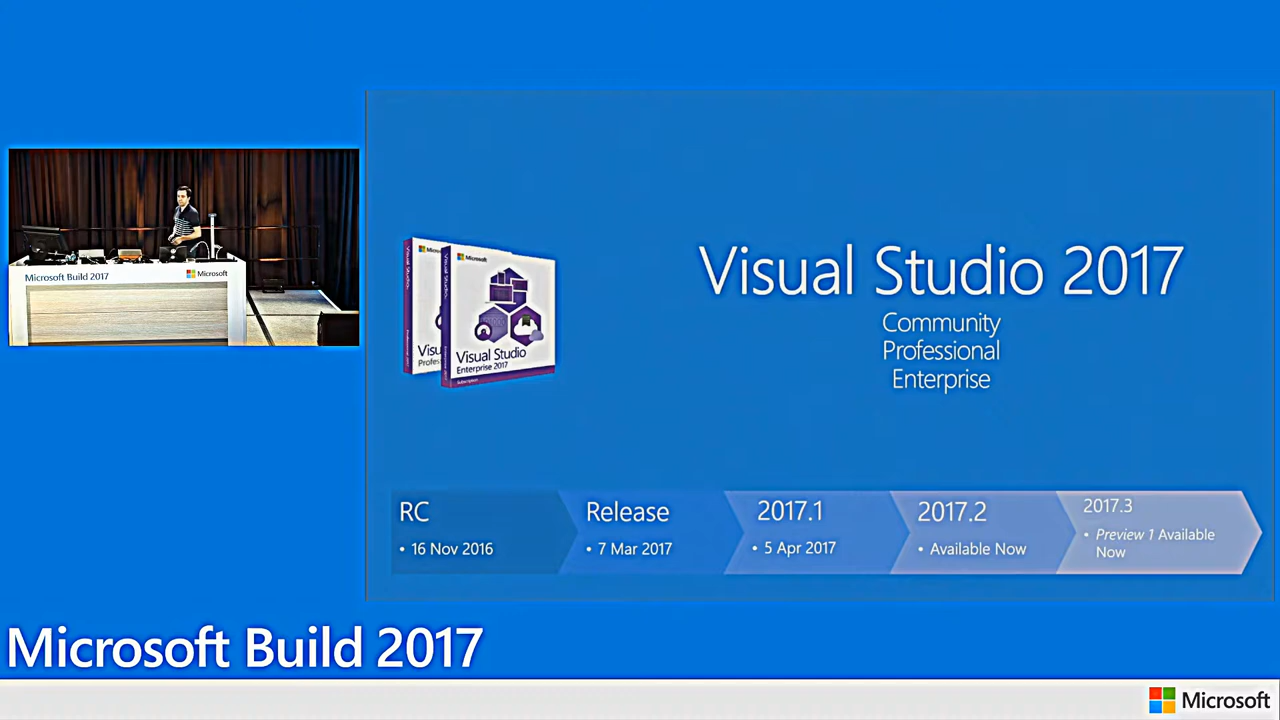 Microsoft Build 2017
Microsoft
Microsoft
Visual Studio
Enterprise 2017
Visual Studio 2017
Community
Professional
Enterprise
RC
• 16 Nov 2016
Release
• 7 Mar 2017
2017.1
• 5 Apr 2017
2017.2
• Available Now
2017.3
• Preview 1 Available
Now
Microsoft Build 2017
Microsoft